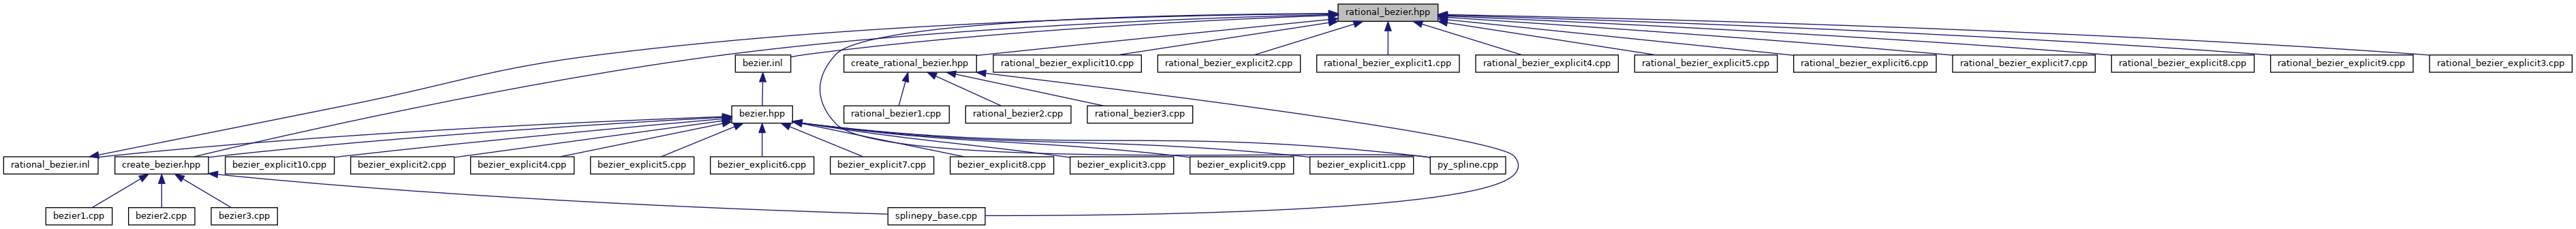 rational_bezier.hpp
bezier.inl
create_rational_bezier.hpp
rational_bezier_explicit10.cpp
rational_bezier_explicit2.cpp
rational_bezier_explicit1.cpp
rational_bezier_explicit4.cpp
rational_bezier_explicit5.cpp
rational_bezier_explicit6.cpp
rational_bezier_explicit7.cpp
rational_bezier_explicit8.cpp
rational_bezier_explicit9.cpp
rational_bezier_explicit3.cpp
bezier.hpp
rational_bezier1.cpp
rational_bezier2.cpp
rational_bezier3.cpp
rational_bezier.inl
create_bezier.hpp
bezier_explicit10.cpp
bezier_explicit2.cpp
bezier_explicit4.cpp
bezier_explicit5.cpp
bezier_explicit6.cpp
bezier_explicit7.cpp
bezier_explicit8.cpp
bezier_explicit3.cpp
bezier_explicit9.cpp
bezier_explicit1.cpp
py_spline.cpp
bezier1.cpp
bezier2.cpp
bezier3.cpp
splinepy_base.cpp